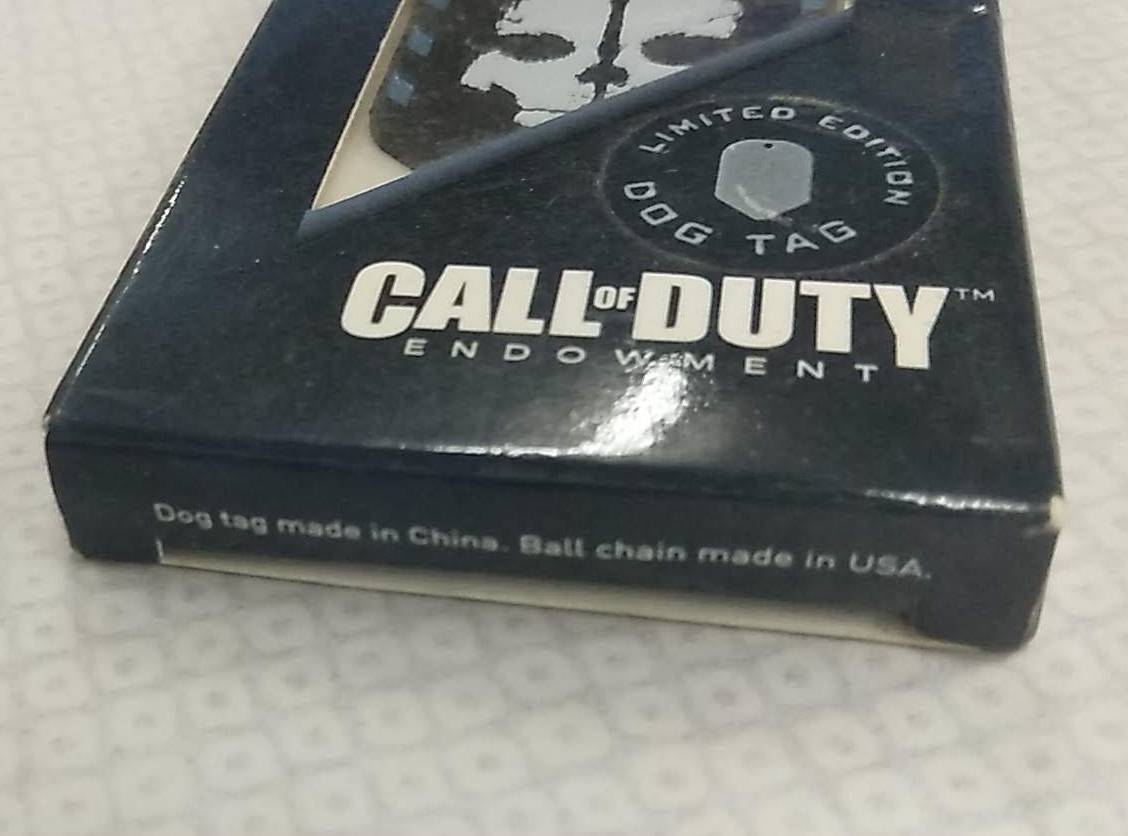 LIMITED EDITION
DOG TAG
CALL OF DUTY™
ENDOWMENT
Dog tag made in China. Ball chain made in USA.